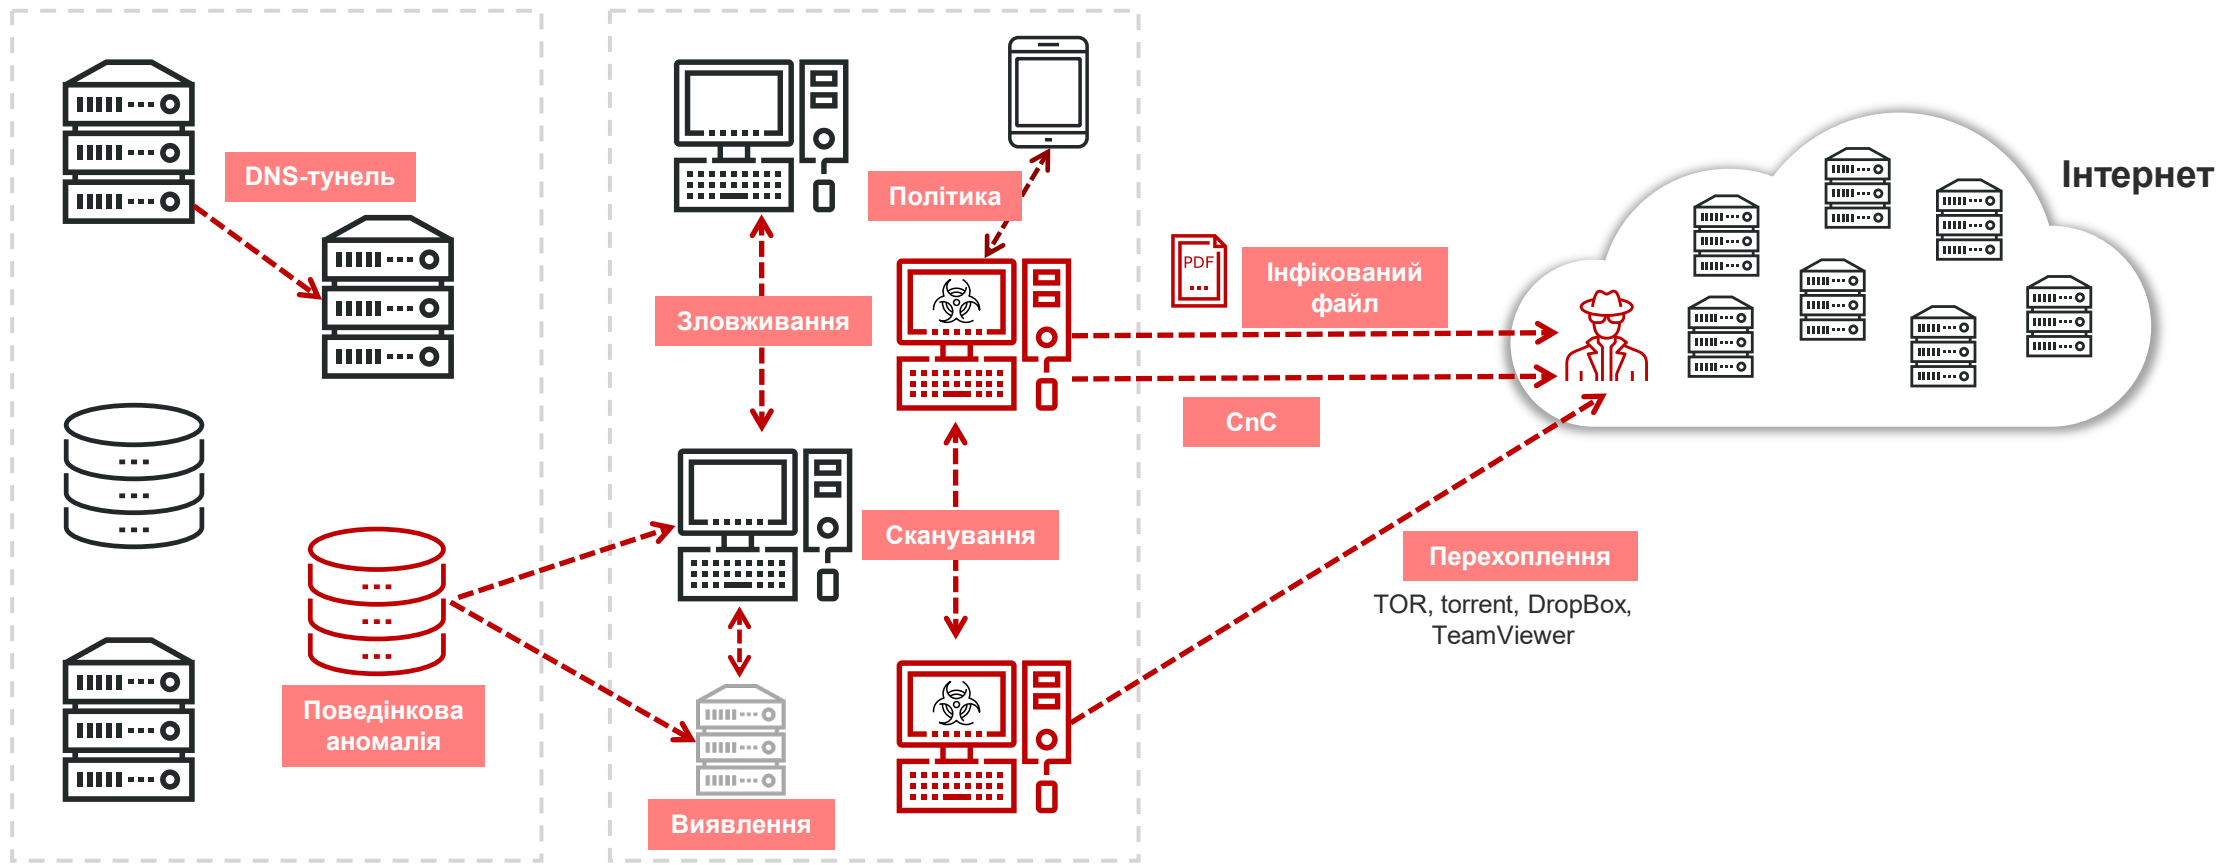 DNS-тунель
Політика
Інтернет
PDF
Інфікований
файл
Зловживання
CnC
Сканування
Перехоплення
TOR, torrent, DropBox,
TeamViewer
Поведінкова
аномалія
Виявлення